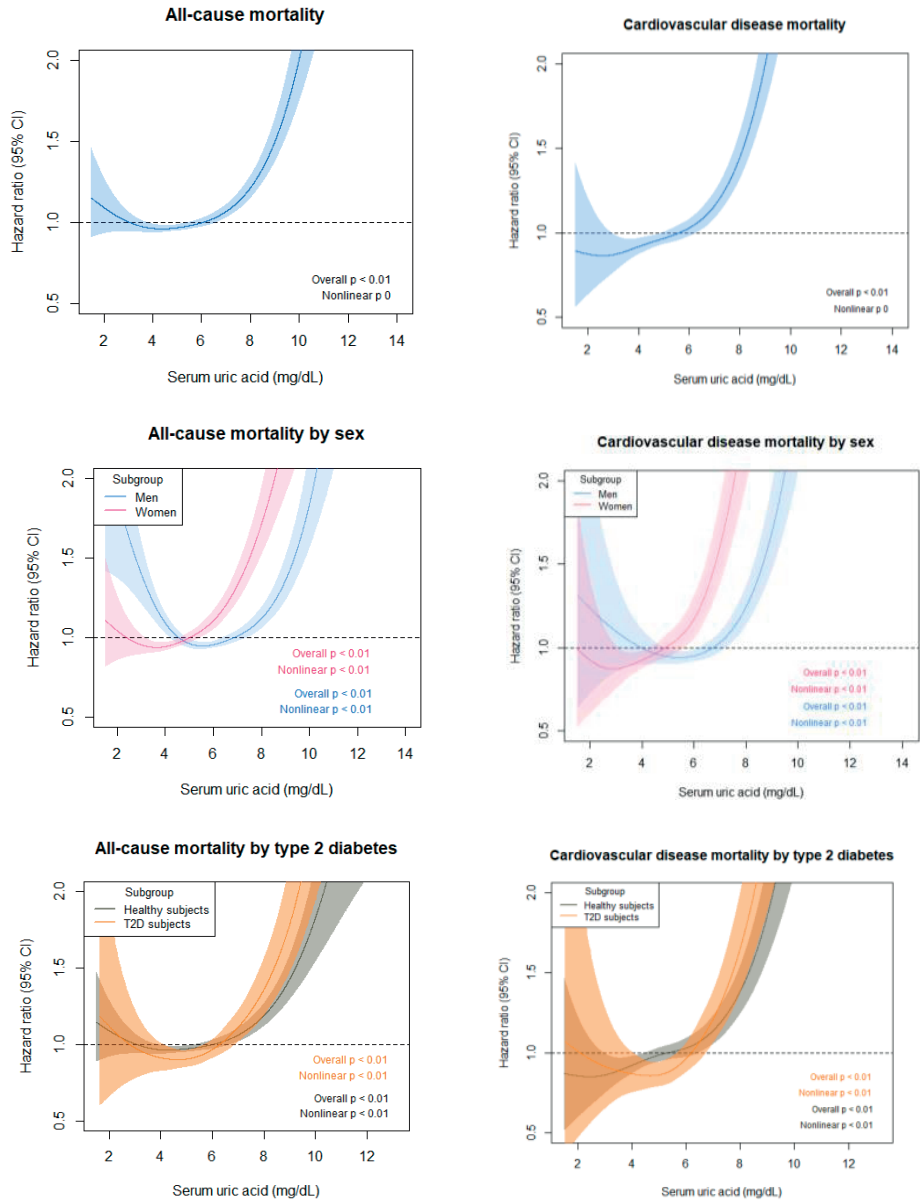 All-cause mortality
Hazard ratio (95% CI)
2.0
1.5
1.0
0.5
Overall p < 0.01
Nonlinear p 0
2 4 6 8 10 12 14
Serum uric acid (mg/dL)
Cardiovascular disease mortality
Hazard ratio (95% CI)
2.0
1.5
1.0
0.5
Overall p < 0.01
Nonlinear p 0
2 4 6 8 10 12 14
Serum uric acid (mg/dL)
All-cause mortality by sex
Hazard ratio (95% CI)
2.0
1.5
1.0
0.5
Subgroup
Men
Women
Overall p < 0.01
Nonlinear p < 0.01
Overall p < 0.01
Nonlinear p < 0.01
2 4 6 8 10 12 14
Serum uric acid (mg/dL)
Cardiovascular disease mortality by sex
Hazard ratio (95% CI)
2.0
1.5
1.0
0.5
Subgroup
Men
Women
Overall p < 0.01
Nonlinear p < 0.01
Overall p < 0.01
Nonlinear p < 0.01
2 4 6 8 10 12 14
Serum uric acid (mg/dL)
All-cause mortality by type 2 diabetes
Hazard ratio (95% CI)
2.0
1.5
1.0
0.5
Subgroup
Healthy subjects
T2D subjects
Overall p < 0.01
Nonlinear p < 0.01
Overall p < 0.01
Nonlinear p < 0.01
2 4 6 8 10 12
Serum uric acid (mg/dL)
Cardiovascular disease mortality by type 2 diabetes
Hazard ratio (95% CI)
2.0
1.5
1.0
0.5
Subgroup
Healthy subjects
T2D subjects
Overall p < 0.01
Nonlinear p < 0.01
Overall p < 0.01
Nonlinear p < 0.01
2 4 6 8 10 12
Serum uric acid (mg/dL)